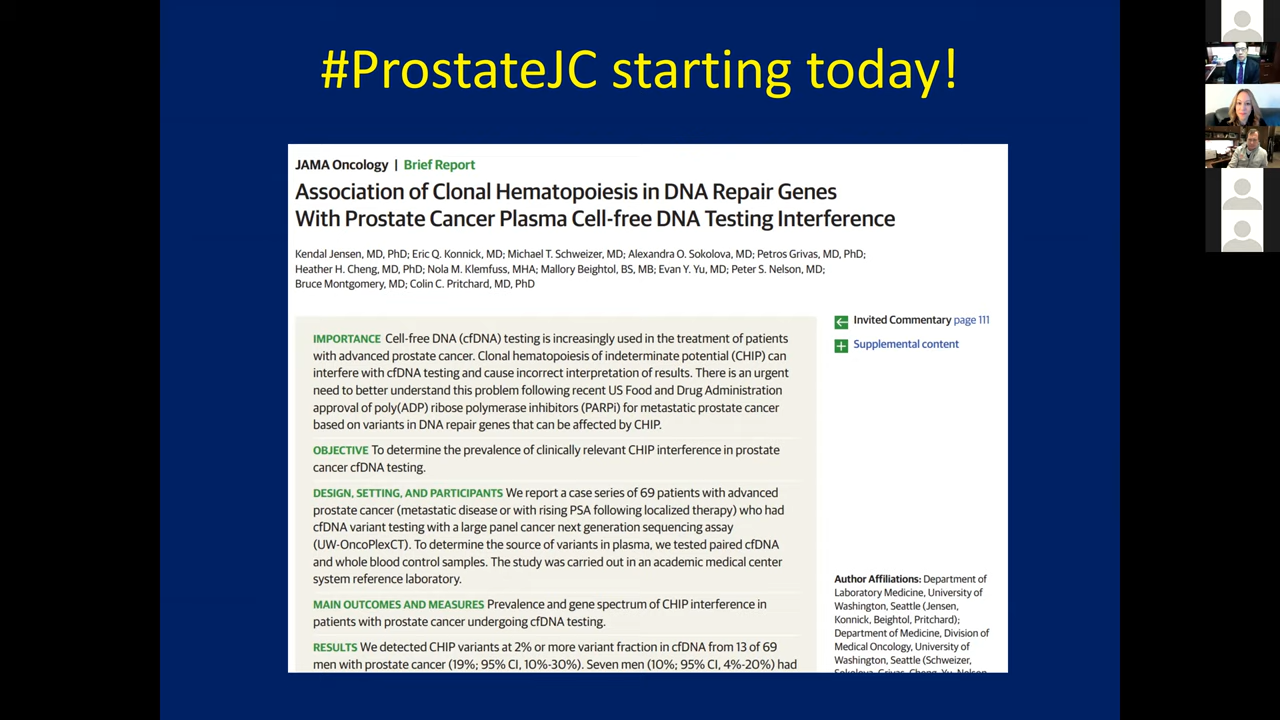 #ProstateJC starting today!
JAMA Oncology | Brief Report
Association of Clonal Hematopoiesis in DNA Repair Genes
With Prostate Cancer Plasma Cell-free DNA Testing Interference
Kendal Jensen, MD, PhD; Eric Q. Konnick, MD; Michael T. Schweizer, MD; Alexandra O. Sokolova, MD; Petros Grivas, MD, PhD;
Heather H. Cheng, MD, PhD; Nola M. Klemfuss, MHA; Mallory Beightol, BS, MB; Evan Y. Yu, MD; Peter S. Nelson, MD;
Bruce Montgomery, MD; Colin C. Pritchard, MD, PhD
IMPORTANCE Cell-free DNA (cfDNA) testing is increasingly used in the treatment of patients
with advanced prostate cancer. Clonal hematopoiesis of indeterminate potential (CHIP) can
interfere with cfDNA testing and cause incorrect interpretation of results. There is an urgent
need to better understand this problem following recent US Food and Drug Administration
approval of poly(ADP) ribose polymerase inhibitors (PARPi) for metastatic prostate cancer
based on variants in DNA repair genes that can be affected by CHIP.
OBJECTIVE To determine the prevalence of clinically relevant CHIP interference in prostate
cancer cfDNA testing.
DESIGN, SETTING, AND PARTICIPANTS We report a case series of 69 patients with advanced
prostate cancer (metastatic disease or with rising PSA following localized therapy) who had
cfDNA variant testing with a large panel cancer next generation sequencing assay
(UW-OncoPlexCT). To determine the source of variants in plasma, we tested paired cfDNA
and whole blood control samples. The study was carried out in an academic medical center
system reference laboratory.
MAIN OUTCOMES AND MEASURES Prevalence and gene spectrum of CHIP interference in
patients with prostate cancer undergoing cfDNA testing.
RESULTS We detected CHIP variants at 2% or more variant fraction in cfDNA from 13 of 69
men with prostate cancer (19%; 95% CI, 10%-30%). Seven men (10%; 95% CI, 4%-20%) had
Invited Commentary page 111
Supplemental content
Author Affiliations: Department of
Laboratory Medicine, University of
Washington, Seattle (Jensen,
Konnick, Beightol, Pritchard);
Department of Medicine, Division of
Medical Oncology, University of
Washington, Seattle (Schweizer,
Sokolova, Grivas, Cheng, Yu, Nelson